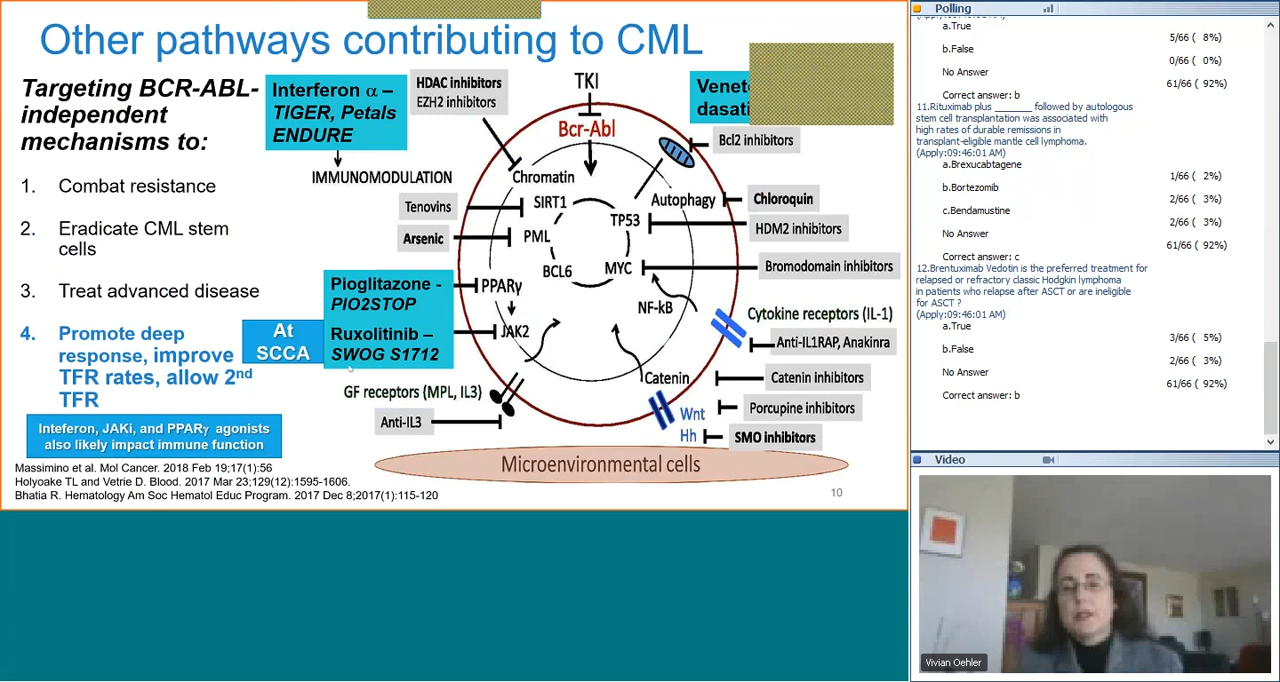 Other pathways contributing to CML
Targeting BCR-ABL-
independent
mechanisms to:
1. Combat resistance
2. Eradicate CML stem
cells
3. Treat advanced disease
4. Promote deep
response, improve
TFR rates, allow 2nd
TFR
At
SCCA
Inteferon, JAKi, and PPARγ agonists
also likely impact immune function
Massimino et al. Mol Cancer. 2018 Feb 19;17(1):56
Holyoake TL and Vetrie D. Blood. 2017 Mar 23;129(12):1595-1606.
Bhatia R. Hematology Am Soc Hematol Educ Program. 2017 Dec 8;2017(1):115-120
Interferon α –
TIGER, Petals
ENDURE
IMMUNOMODULATION
HDAC inhibitors
EZH2 inhibitors
TKI
Bcr-Abl
Bcl2 inhibitors
Chromatin
Tenovins
SIRT1
Autophagy
Chloroquin
TP53
HDM2 inhibitors
Arsenic
PML
BCL6
MYC
Bromodomain inhibitors
Pioglitazone -
PIO2STOP
PPARγ
Ruxolitinib –
SWOG S1712
JAK2
NF-kB
Cytokine receptors (IL-1)
Anti-IL1RAP, Anakinra
GF receptors (MPL, IL3)
Anti-IL3
Catenin
Catenin inhibitors
Wnt
Porcupine inhibitors
Hh
SMO inhibitors
Microenvironmental cells
10
Polling
a.True
5/66 ( 8%)
b.False
0/66 ( 0%)
No Answer
61/66 ( 92%)
Correct answer: b
11.Rituximab plus _______ followed by autologous
stem cell transplantation was associated with
high rates of durable remissions in
transplant-eligible mantle cell lymphoma.
(Apply:09:46:01 AM)
a.Brexucabtagene
1/66 ( 2%)
b.Bortezomib
2/66 ( 3%)
c.Bendamustine
2/66 ( 3%)
No Answer
61/66 ( 92%)
Correct answer: c
12.Brentuximab Vedotin is the preferred treatment for
relapsed or refractory classic Hodgkin lymphoma
in patients who relapse after ASCT or are ineligible
for ASCT ?
(Apply:09:46:01 AM)
a.True
3/66 ( 5%)
b.False
2/66 ( 3%)
No Answer
61/66 ( 92%)
Correct answer: b
Video
Vivian Oehler